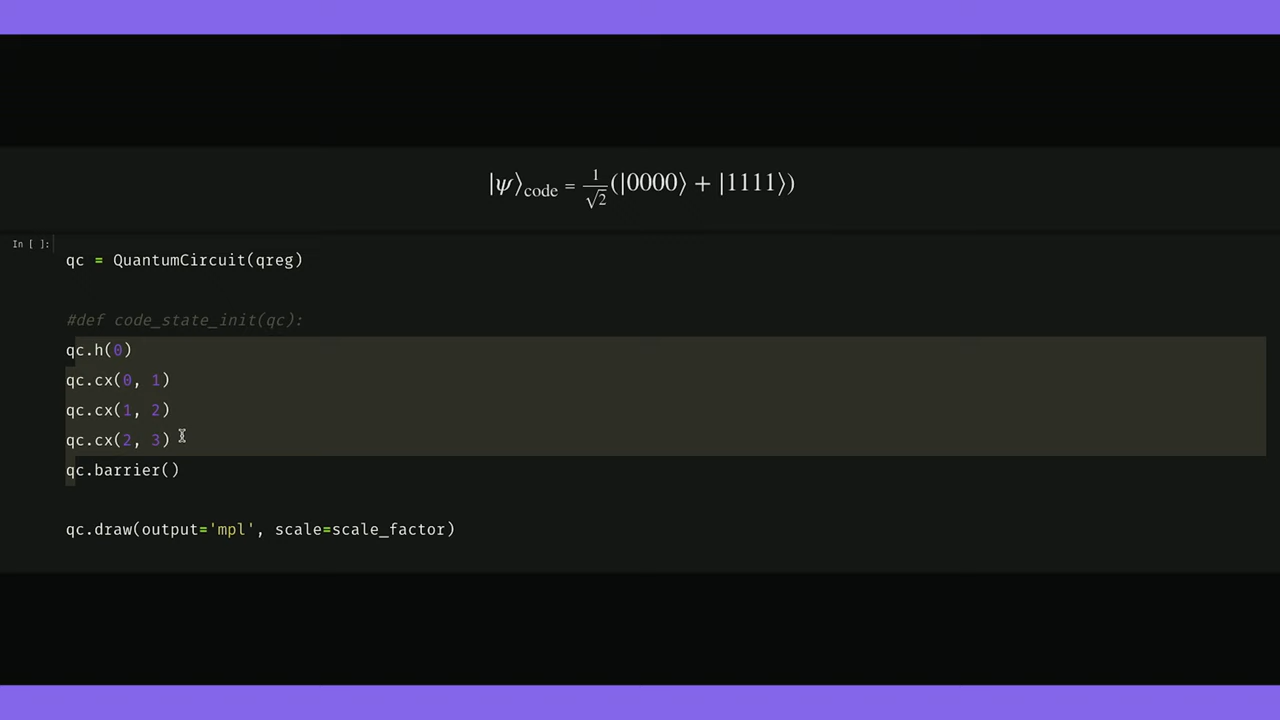 |ψ⟩code = 1/√2 (|0000⟩ + |1111⟩)
In [ ]:
qc = QuantumCircuit(qreg)
#def code_state_init(qc):
qc.h(0)
qc.cx(0, 1)
qc.cx(1, 2)
qc.cx(2, 3)
qc.barrier()
qc.draw(output='mpl', scale=scale_factor)